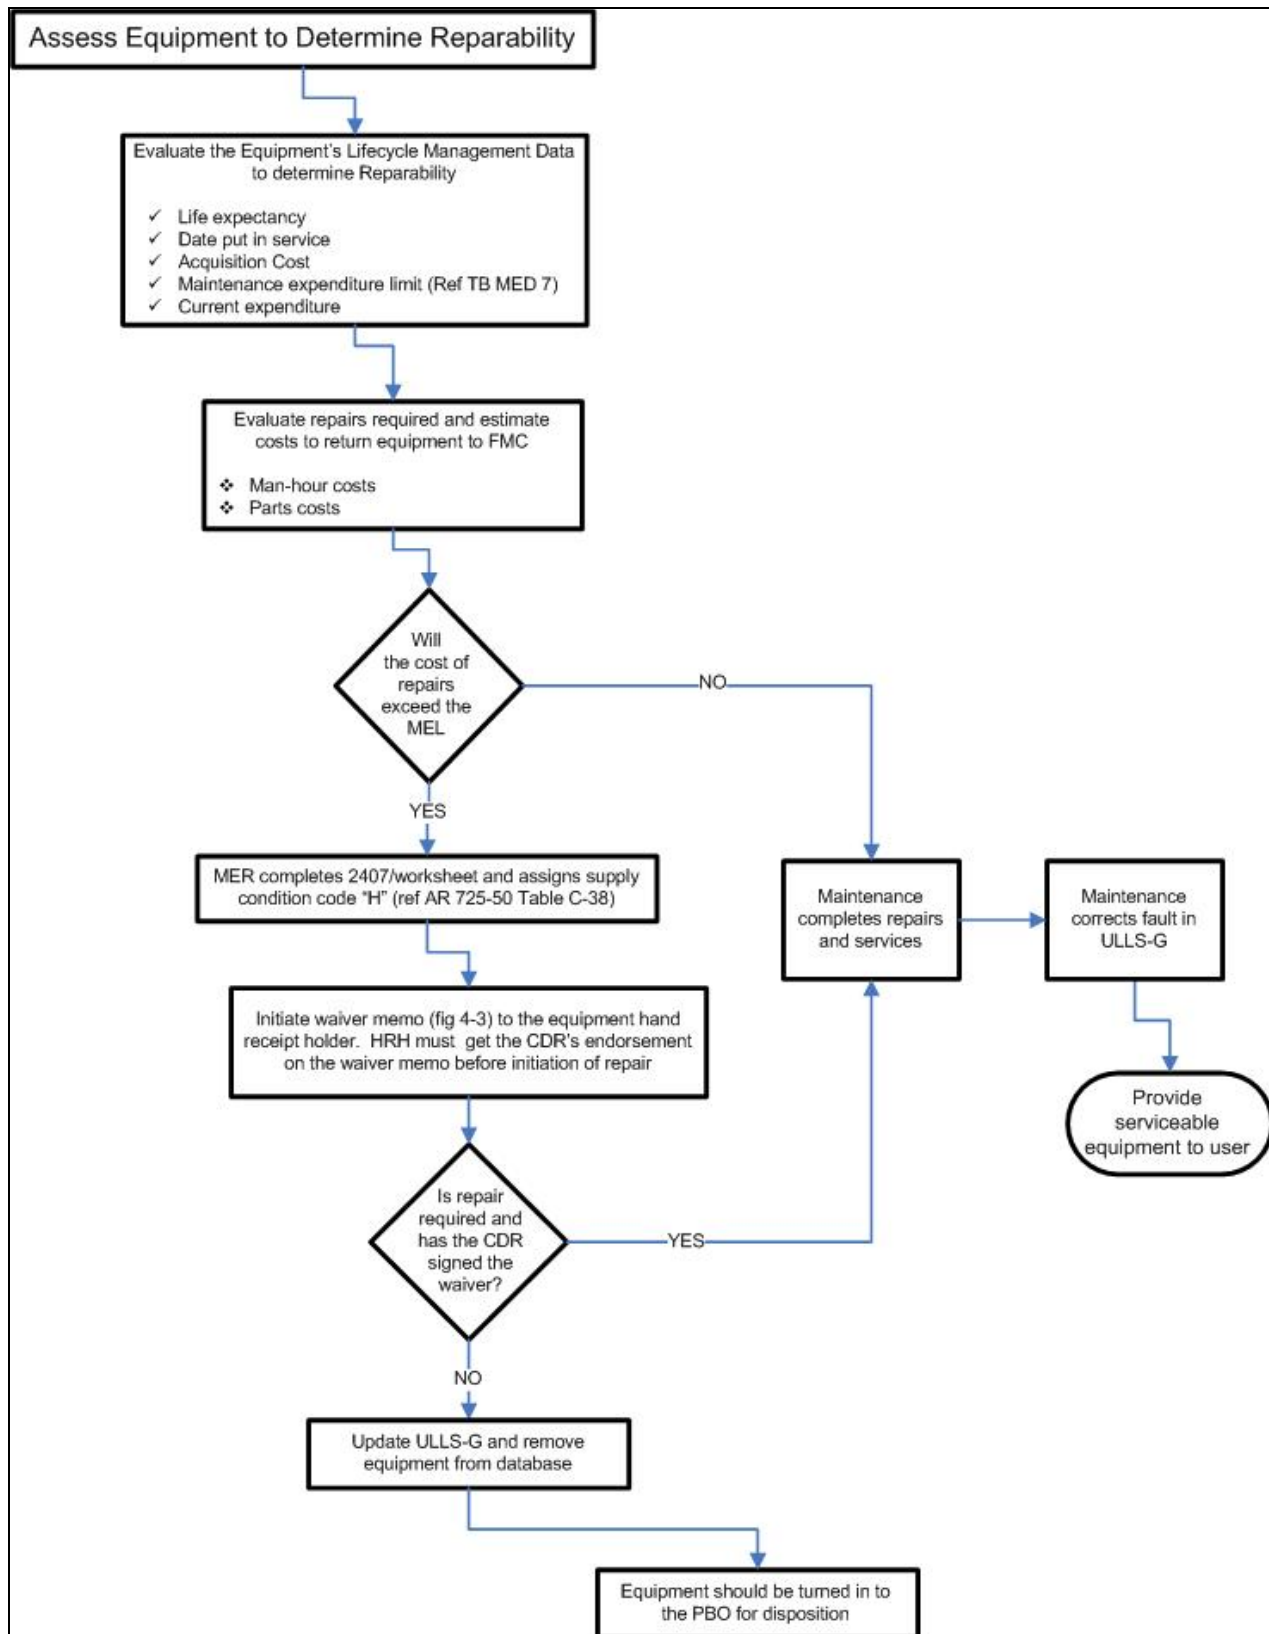 Assess Equipment to Determine Reparability
Evaluate the Equipment's Lifecycle Management Data
to determine Reparability
✓ Life expectancy
✓ Date put in service
✓ Acquisition Cost
✓ Maintenance expenditure limit (Ref TB MED 7)
✓ Current expenditure
Evaluate repairs required and estimate
costs to return equipment to FMC
❖ Man-hour costs
❖ Parts costs
Will
the cost of
repairs
exceed the
MEL
NO
YES
MER completes 2407/worksheet and assigns supply
condition code "H" (ref AR 725-50 Table C-38)
Maintenance
completes repairs
and services
Maintenance
corrects fault in
ULLS-G
Initiate waiver memo (fig 4-3) to the equipment hand
receipt holder. HRH must get the CDR's endorsement
on the waiver memo before initiation of repair
Provide
serviceable
equipment to user
Is repair
required and
has the CDR
signed the
waiver?
YES
NO
Update ULLS-G and remove
equipment from database
Equipment should be turned in to
the PBO for disposition